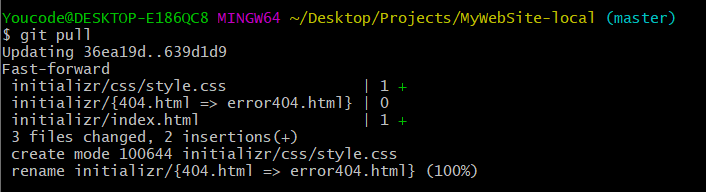 Youcode@DESKTOP-E186QC8 MINGW64 ~/Desktop/Projects/MyWebSite-local (master)
$ git pull
Updating 36ea19d..639d1d9
Fast-forward
 initializr/css/style.css                 | 1 +
 initializr/{404.html => error404.html} | 0
 initializr/index.html                    | 1 +
 3 files changed, 2 insertions(+)
 create mode 100644 initializr/css/style.css
 rename initializr/{404.html => error404.html} (100%)